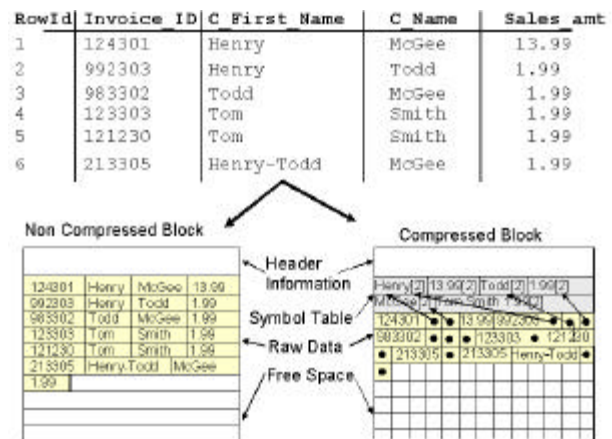 RowId Invoice_ID C_First_Name C_Name Sales_amt
1 124301 Henry McGee 13.99
2 992303 Henry Todd 1.99
3 983302 Todd McGee 1.99
4 123303 Tom Smith 1.99
5 121230 Tom Smith 1.99
6 213305 Henry-Todd McGee 1.99
Non Compressed Block
Compressed Block
Header
Information
Symbol Table
Raw Data
Free Space
124301 Henry McGee 13.99
992303 Henry Todd 1.99
983302 Todd McGee 1.99
123303 Tom Smith 1.99
121230 Tom Smith 1.99
213305 Henry-Todd McGee
1.99
Henry[2] 13.99[2] Todd[2] 1.99[2]
McGee[2] Tom Smith 1.99[2]
124301 13.99 992303
983302 123303 121230
213305 213305 Henry-Todd